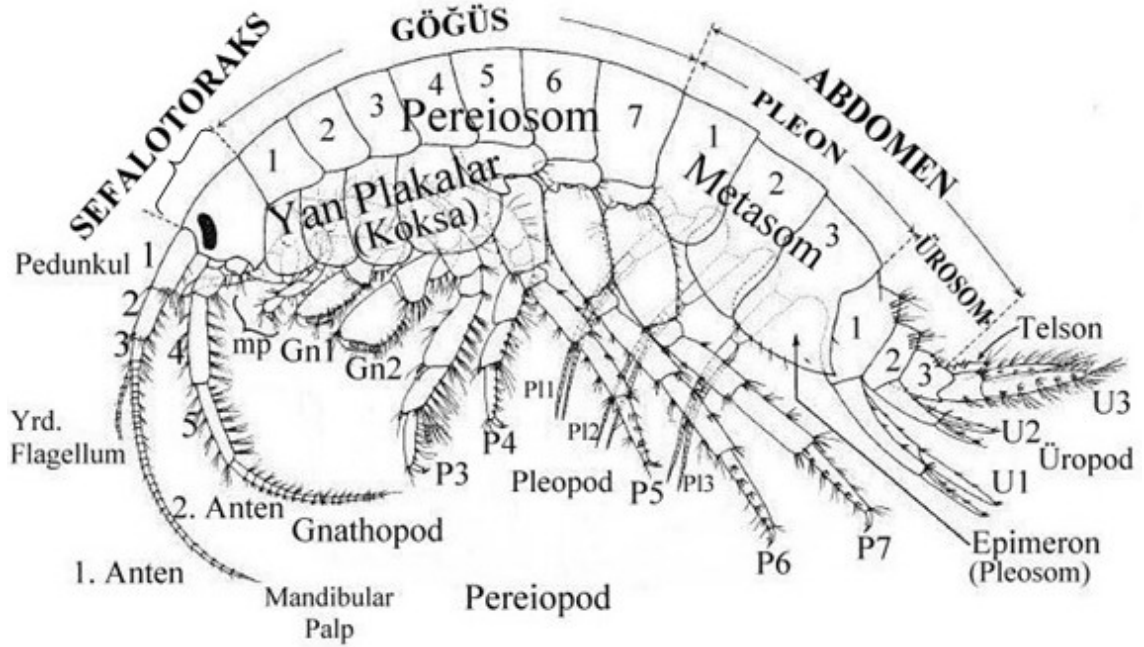 SEFALOTORAKS
GÖĞÜS
ABDOMEN
PLEON
ÜROSOM
1 2 3 4 5 6 7
Pereiosom
Yan Plakalar
(Koksa)
1 2 3
Metasom
1 2 3
Telson
U3
U2
U1
Üropod
Epimeron
(Pleosom)
Pedunkul
1
2
3
4
5
mp
Gn1
Gn2
Yrd.
Flagellum
P3
P4
Pl1
Pl2
Pl3
Pleopod
P5
P6
P7
2. Anten
Gnathopod
1. Anten
Mandibular
Palp
Pereiopod